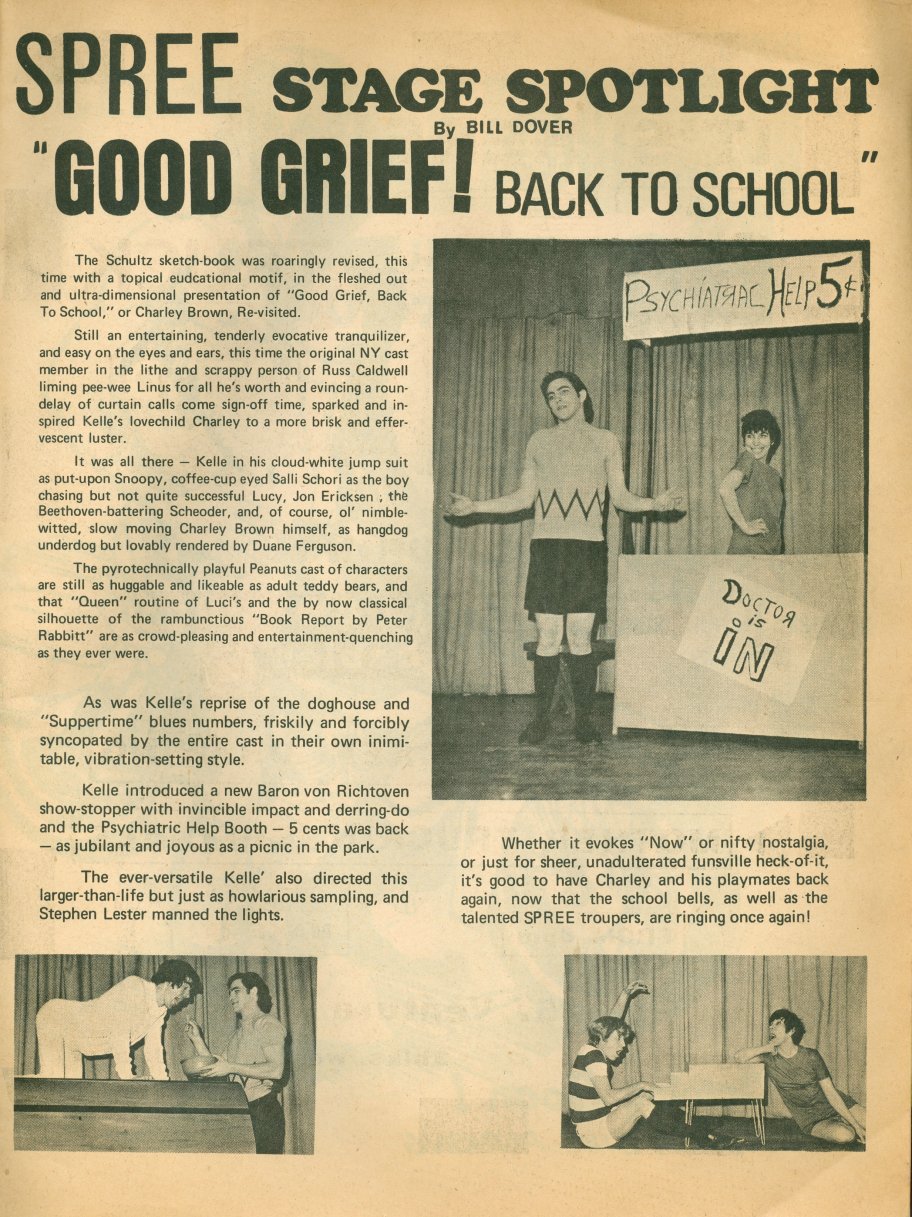 SPREE STAGE SPOTLIGHT
By BILL DOVER
"GOOD GRIEF! BACK TO SCHOOL"
The Schultz sketch-book was roaringly revised, this
time with a topical eudcational motif, in the fleshed out
and ultra-dimensional presentation of "Good Grief, Back
To School," or Charley Brown, Re-visited.
Still an entertaining, tenderly evocative tranquilizer,
and easy on the eyes and ears, this time the original NY cast
member in the lithe and scrappy person of Russ Caldwell
liming pee-wee Linus for all he's worth and evincing a roun-
delay of curtain calls come sign-off time, sparked and in-
spired Kelle's lovechild Charley to a more brisk and effer-
vescent luster.
It was all there — Kelle in his cloud-white jump suit
as put-upon Snoopy, coffee-cup eyed Salli Schori as the boy
chasing but not quite successful Lucy, Jon Ericksen ; the
Beethoven-battering Scheoder, and, of course, ol' nimble-
witted, slow moving Charley Brown himself, as hangdog
underdog but lovably rendered by Duane Ferguson.
The pyrotechnically playful Peanuts cast of characters
are still as huggable and likeable as adult teddy bears, and
that "Queen" routine of Luci's and the by now classical
silhouette of the rambunctious "Book Report by Peter
Rabbitt" are as crowd-pleasing and entertainment-quenching
as they ever were.
As was Kelle's reprise of the doghouse and
"Suppertime" blues numbers, friskily and forcibly
syncopated by the entire cast in their own inimi-
table, vibration-setting style.
Kelle introduced a new Baron von Richtoven
show-stopper with invincible impact and derring-do
and the Psychiatric Help Booth — 5 cents was back
— as jubilant and joyous as a picnic in the park.
The ever-versatile Kelle' also directed this
larger-than-life but just as howlarious sampling, and
Stephen Lester manned the lights.
PSYCHIATRAC HELP 5¢
DOCTOR
is
IN
Whether it evokes "Now" or nifty nostalgia,
or just for sheer, unadulterated funsville heck-of-it,
it's good to have Charley and his playmates back
again, now that the school bells, as well as the
talented SPREE troupers, are ringing once again!